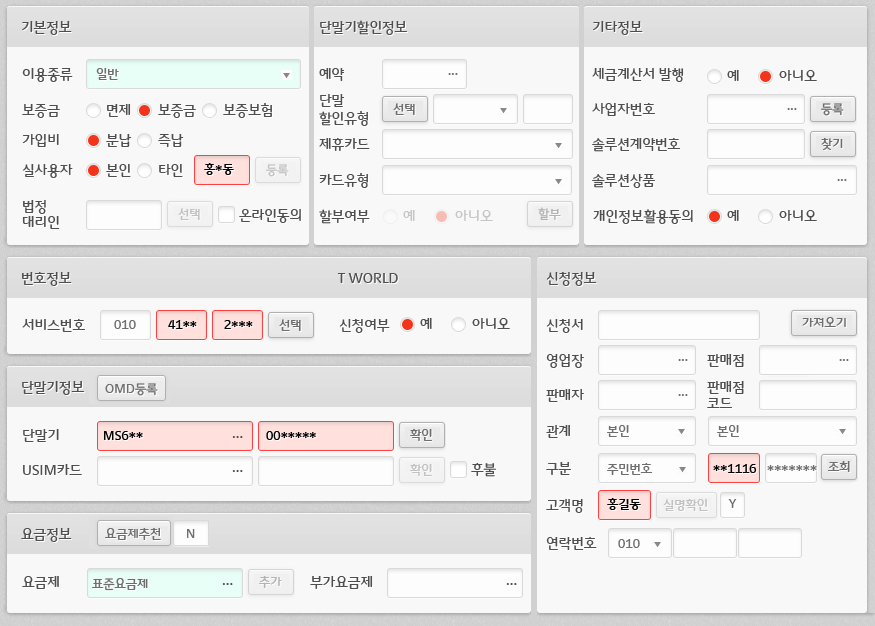 기본정보
이용종류 일반
보증금 면제 보증금 보증보험
가입비 분납 즉납
실사용자 본인 타인 홍*동 등록
법정
대리인 선택 온라인동의
단말기할인정보
예약 ...
단말
할인유형 선택
제휴카드
카드유형
할부여부 예 아니오 할부
기타정보
세금계산서 발행 예 아니오
사업자번호 ... 등록
솔루션계약번호 찾기
솔루션상품 ...
개인정보활용동의 예 아니오
번호정보 T WORLD
서비스번호 010 41** 2*** 선택 신청여부 예 아니오
단말기정보 OMD등록
단말기 MS6** ... 00***** 확인
USIM카드 ... 확인 후불
요금정보 요금제추천 N
요금제 표준요금제 ... 추가 부가요금제 ...
신청정보
신청서 가져오기
영업장 ... 판매점 ...
판매자 ... 판매점
코드
관계 본인 본인
구분 주민번호 **1116 ******* 조회
고객명 홍길동 실명확인 Y
연락번호 010